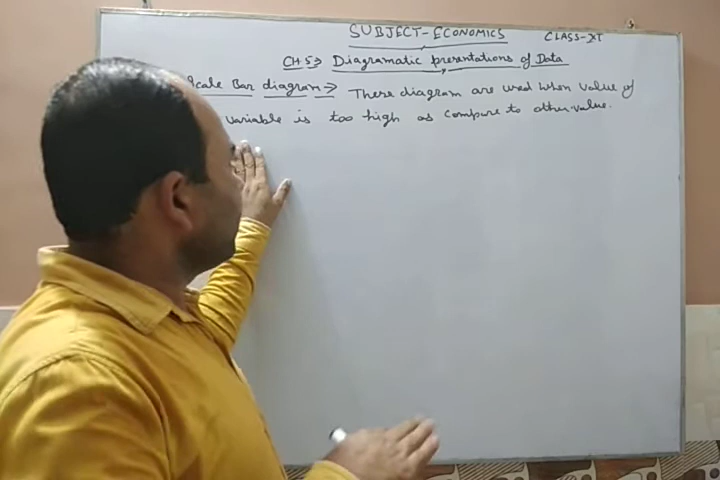 SUBJECT-ECONOMICS CLASS-XI
CH 5→ Diagramatic presentations of Data
Scale Bar diagram→ These diagram are used when value of
variable is too high as compare to other value.